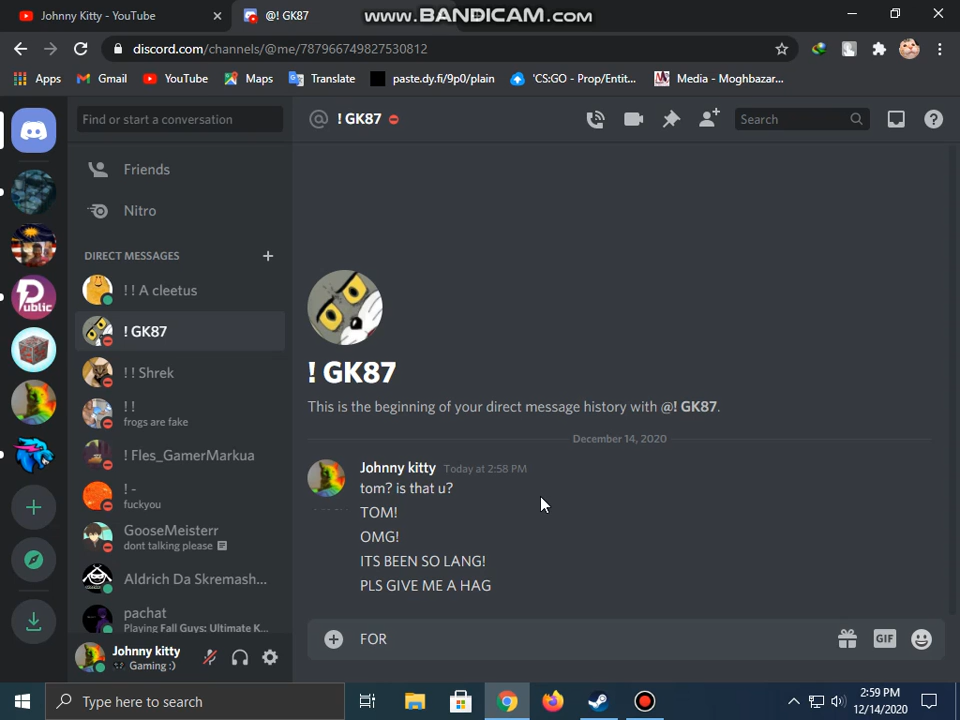 Johnny Kitty - YouTube
@! GK87
www.BANDICAM.com
discord.com/channels/@me/787966749827530812
Apps
Gmail
YouTube
Maps
Translate
paste.dy.fi/9p0/plain
'CS:GO - Prop/Entit...
Media - Moghbazar...
Find or start a conversation
! GK87
Search
Friends
Nitro
DIRECT MESSAGES
! ! A cleetus
! GK87
! ! Shrek
! !
frogs are fake
! Fles_GamerMarkua
! -
fuckyou
GooseMeisterr
dont talking please
Aldrich Da Skremash...
pachat
Playing Fall Guys: Ultimate K...
Public
! GK87
This is the beginning of your direct message history with @! GK87.
December 14, 2020
Johnny kitty Today at 2:58 PM
tom? is that u?
TOM!
OMG!
ITS BEEN SO LANG!
PLS GIVE ME A HAG
FOR
GIF
Johnny kitty
Gaming :)
Type here to search
2:59 PM
12/14/2020